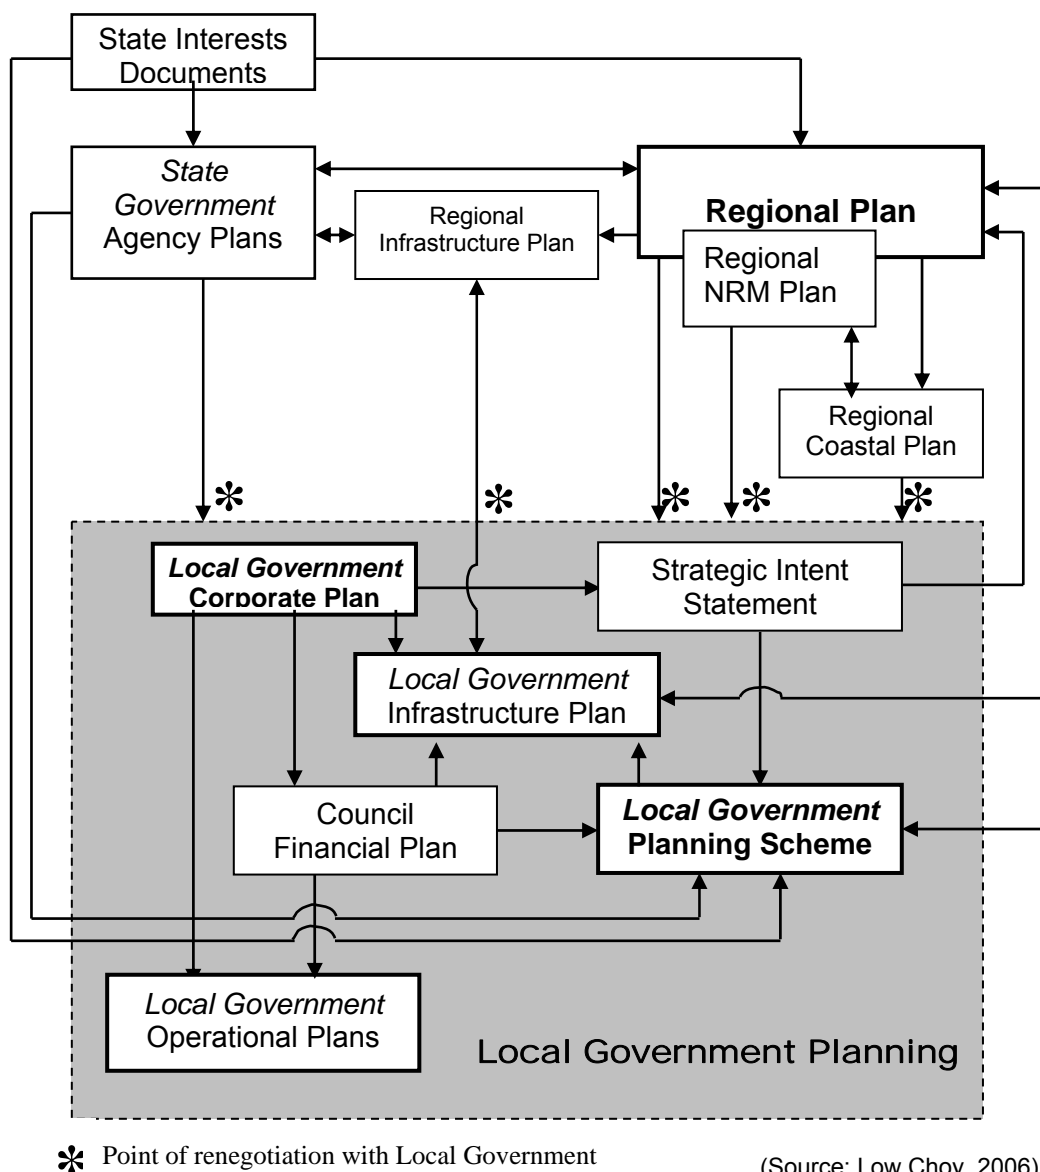 State Interests
Documents
State
Government
Agency Plans
Regional
Infrastructure Plan
Regional Plan
Regional
NRM Plan
Regional
Coastal Plan
✻
✻
✻
✻
✻
Local Government
Corporate Plan
Strategic Intent
Statement
Local Government
Infrastructure Plan
Council
Financial Plan
Local Government
Planning Scheme
Local Government
Operational Plans
Local Government Planning
✻ Point of renegotiation with Local Government
(Source: Low Choy, 2006)